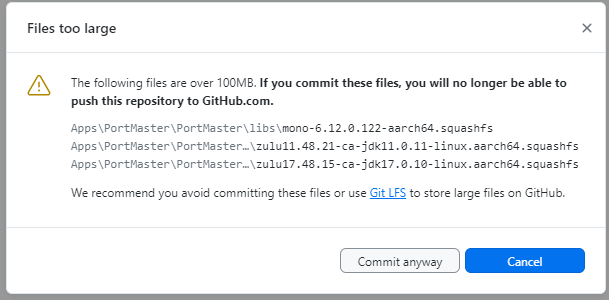 Files too large
The following files are over 100MB. If you commit these files, you will no longer be able to
push this repository to GitHub.com.
Apps\PortMaster\PortMaster\libs\mono-6.12.0.122-aarch64.squashfs
Apps\PortMaster\PortMaster…\zulu11.48.21-ca-jdk11.0.11-linux.aarch64.squashfs
Apps\PortMaster\PortMaster…\zulu17.48.15-ca-jdk17.0.10-linux.aarch64.squashfs
We recommend you avoid committing these files or use Git LFS to store large files on GitHub.
Commit anyway
Cancel